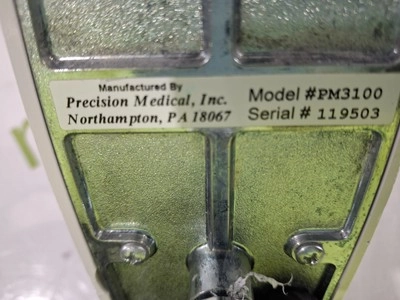 Manufactured By
Precision Medical, Inc.
Northampton, PA 18067
Model #PM3100
Serial # 119503